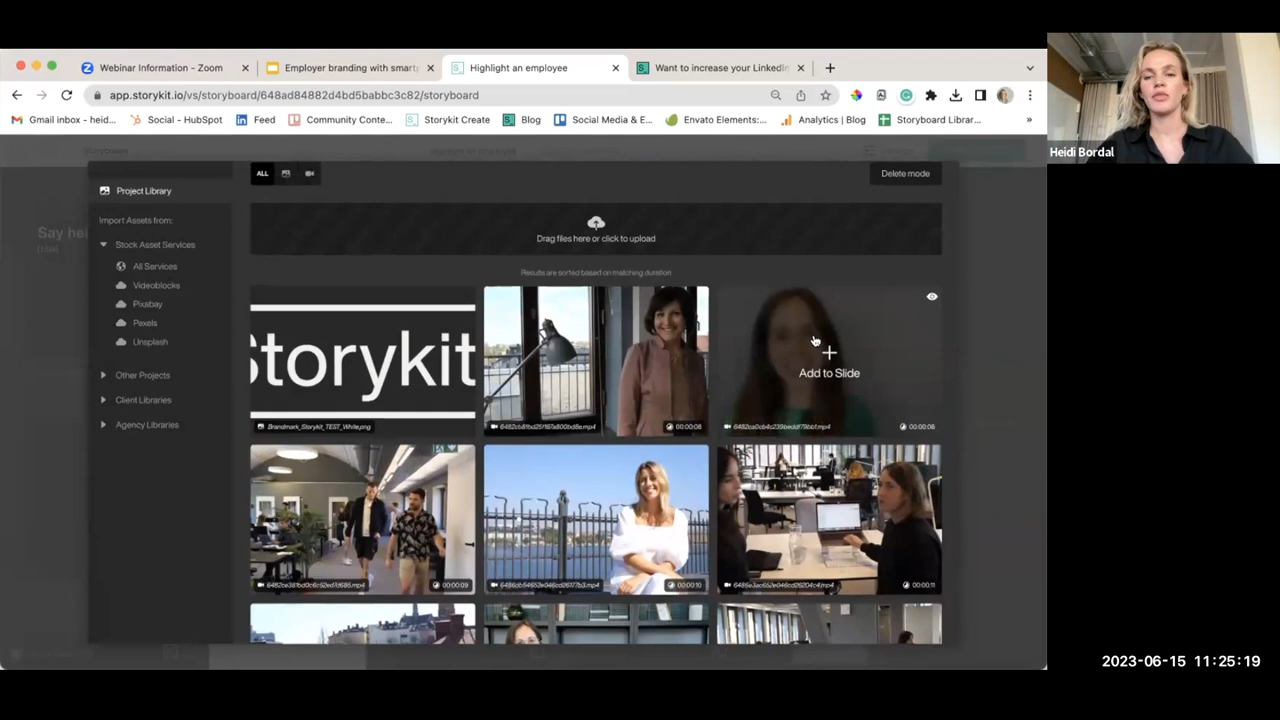 Webinar Information - Zoom
Employer branding with smart
Highlight an employee
Want to increase your LinkedIn
app.storykit.io/vs/storyboard/648ad84882d4bd5babbc3c82/storyboard
Gmail inbox - heid...
Social - HubSpot
Feed
Community Conte...
Storykit Create
Blog
Social Media & E...
Envato Elements:...
Analytics | Blog
Storyboard Librar...
»
Heidi Bordal
Say hei
Project Library
ALL
Delete mode
Import Assets from:
Stock Asset Services
All Services
Videoblocks
Pixabay
Pexels
Unsplash
Other Projects
Client Libraries
Agency Libraries
Drag files here or click to upload
Results are sorted based on matching duration
Storykit
Brandmark_Storykit_TEST_White.png
00:00:08
Add to Slide
00:00:08
00:00:09
00:00:10
00:00:11
2023-06-15 11:25:19